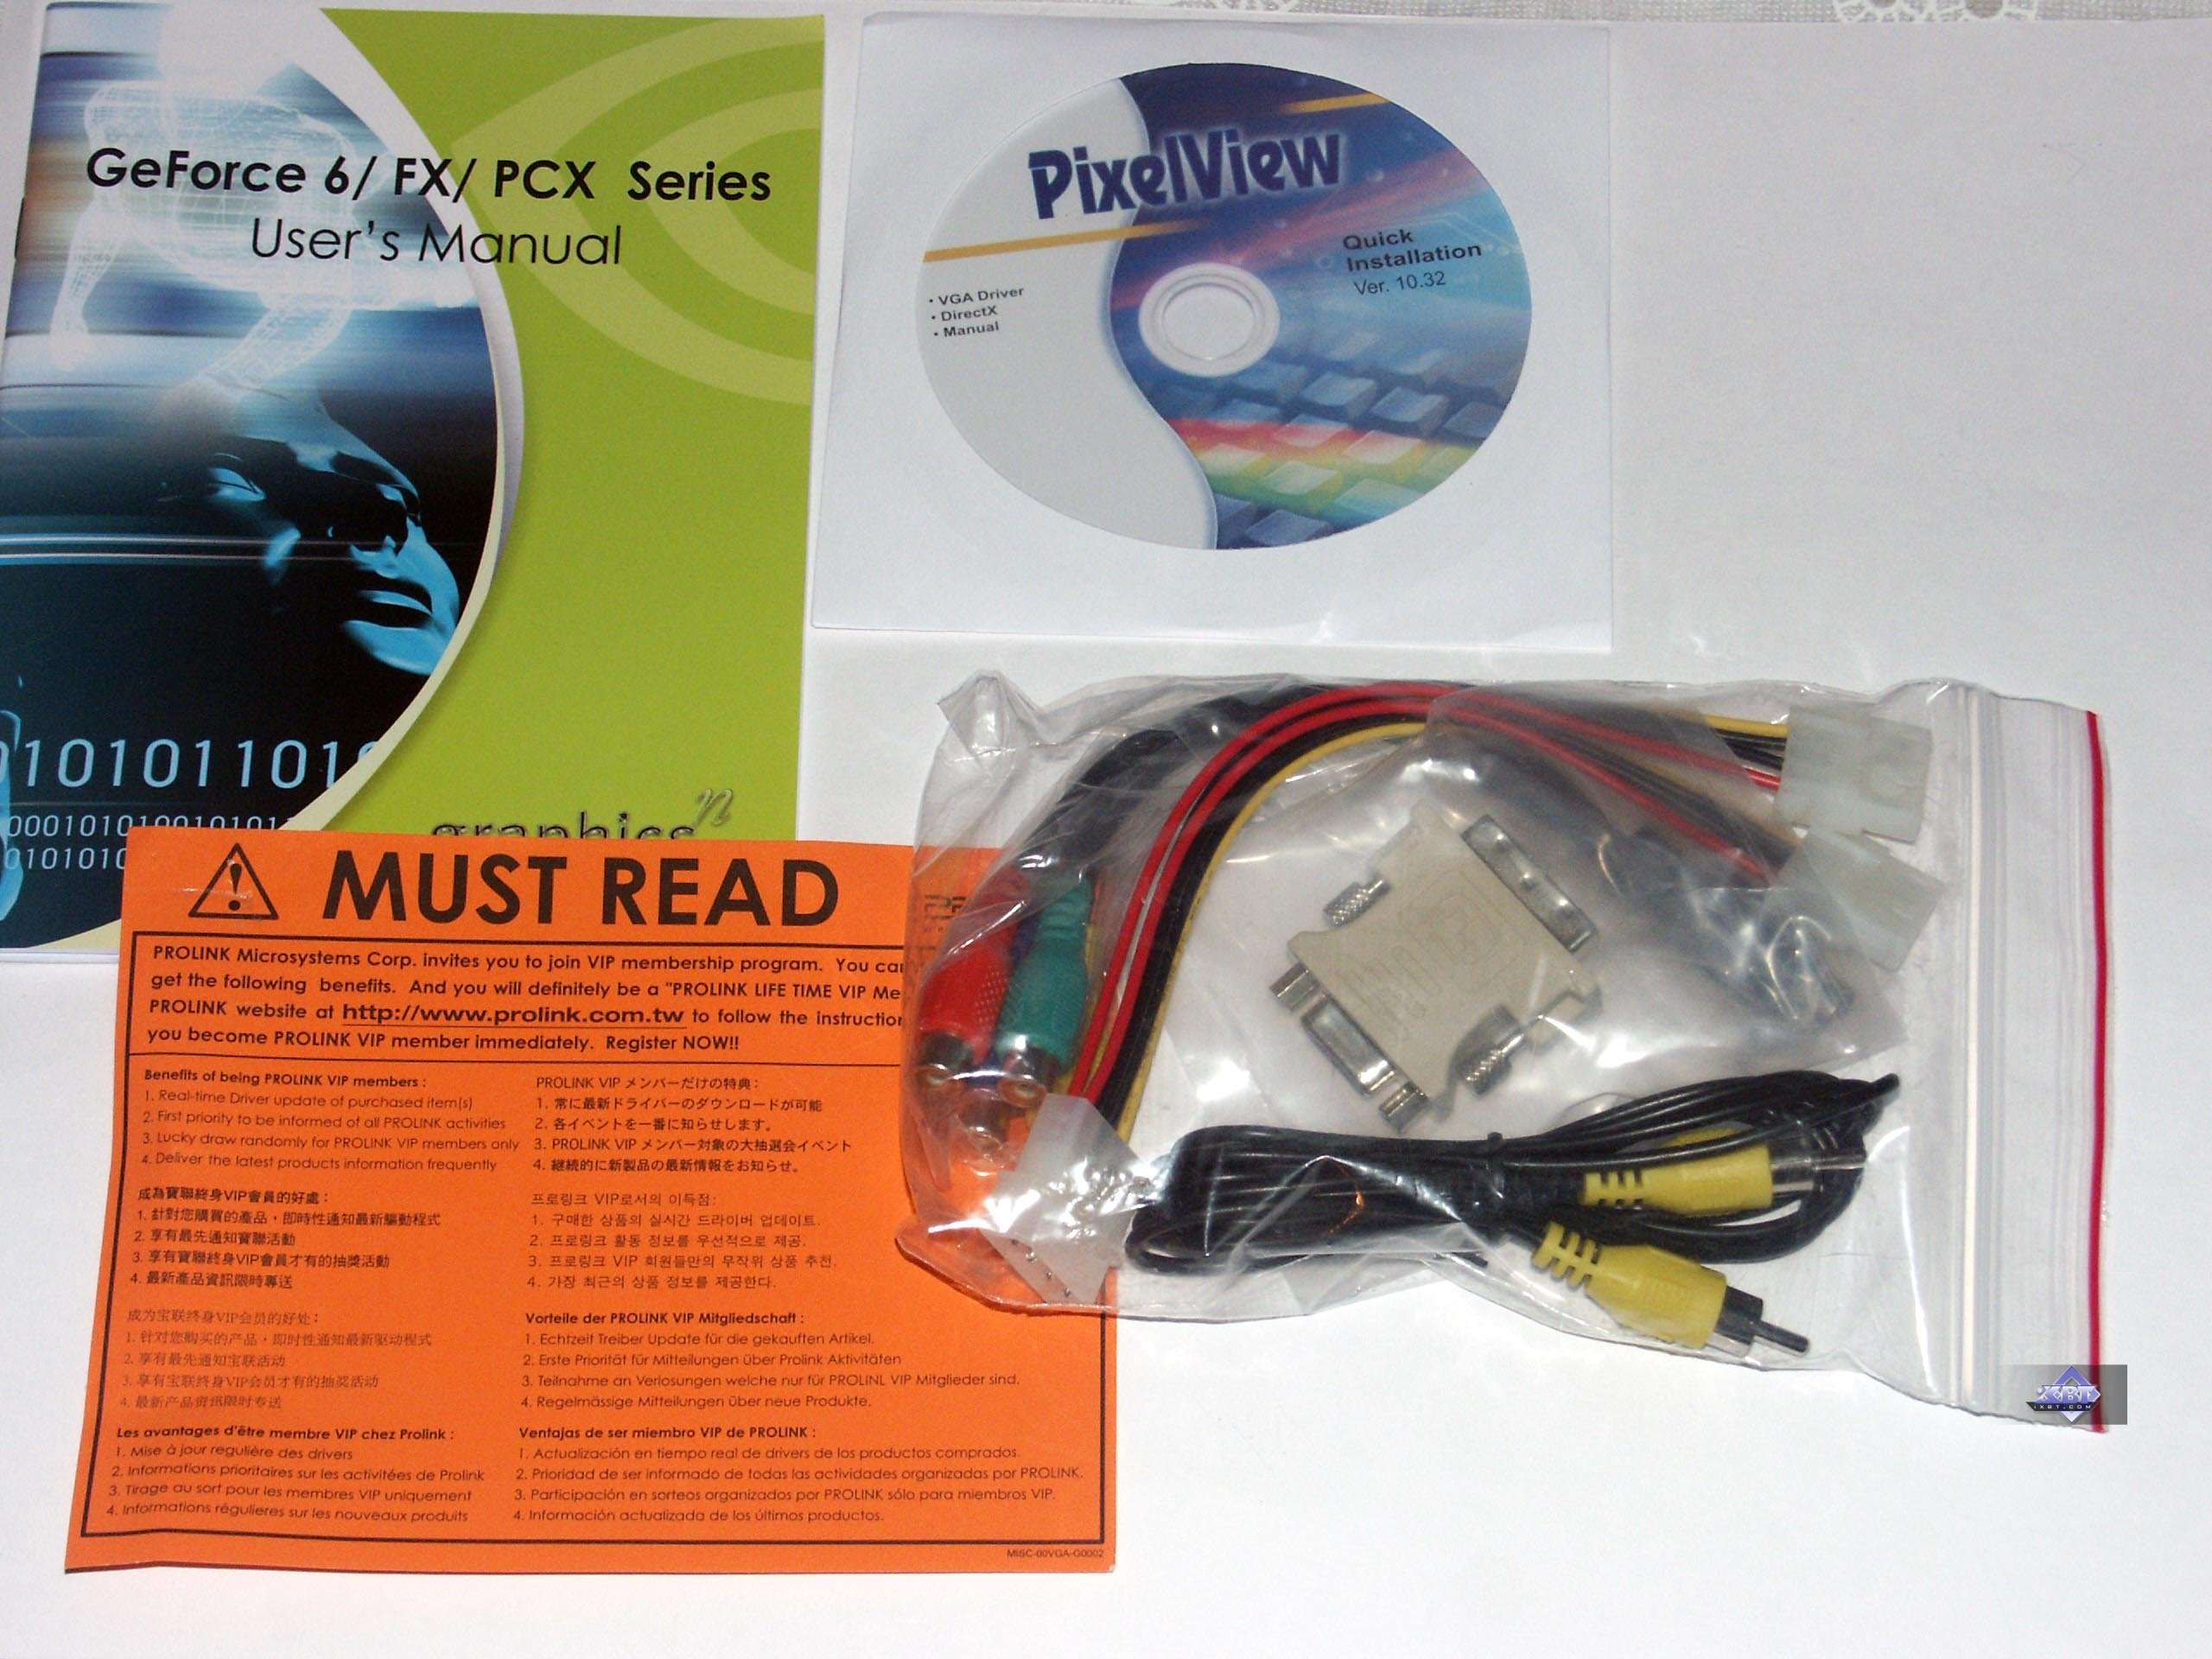 GeForce 6/ FX/ PCX Series
User's Manual
10101101
graphics
PixelView
Quick
Installation
Ver. 10.32
• VGA Driver
• DirectX
• Manual
MUST READ
PROLINK Microsystems Corp. invites you to join VIP membership program. You can
get the following benefits. And you will definitely be a "PROLINK LIFE TIME VIP Me
PROLINK website at http://www.prolink.com.tw to follow the instruction
you become PROLINK VIP member immediately. Register NOW!!
Benefits of being PROLINK VIP members :
1. Real-time Driver update of purchased item(s)
2. First priority to be informed of all PROLINK activities
3. Lucky draw randomly for PROLINK VIP members only
4. Deliver the latest products information frequently
PROLINK VIP メンバーだけの特典：
1. 常に最新ドライバーのダウンロードが可能
2. 各イベントを一番に知らせします。
3. PROLINK VIP メンバー対象の大抽選会イベント
4. 継続的に新製品の最新情報をお知らせ。
成為寶聯終身VIP會員的好處：
1. 針對您購買的產品，即時性通知最新驅動程式
2. 享有最先通知寶聯活動
3. 享有寶聯終身VIP會員才有的抽獎活動
4. 最新產品資訊限時專送
프로링크 VIP로서의 이득점:
1. 구매한 상품의 실시간 드라이버 업데이트.
2. 프로링크 활동 정보를 우선적으로 제공.
3. 프로링크 VIP 회원들만의 무작위 상품 추천.
4. 가장 최근의 상품 정보를 제공한다.
成为宝联终身VIP会员的好处：
1. 针对您购买的产品，即时性通知最新驱动程式
2. 享有最先通知宝联活动
3. 享有宝联终身VIP会员才有的抽奖活动
4. 最新产品资讯限时专送
Vorteile der PROLINK VIP Mitgliedschaft :
1. Echtzeit Treiber Update für die gekauften Artikel.
2. Erste Priorität für Mitteilungen über Prolink Aktivitäten
3. Teilnahme an Verlosungen welche nur für PROLINL VIP Mitglieder sind.
4. Regelmässige Mitteilungen über neue Produkte.
Les avantages d'être membre VIP chez Prolink :
1. Mise à jour regulière des drivers
2. Informations prioritaires sur les activitées de Prolink
3. Tirage au sort pour les membres VIP uniquement
4. Informations régulieres sur les nouveaux produits
Ventajas de ser miembro VIP de PROLINK :
1. Actualización en tiempo real de drivers de los productos comprados.
2. Prioridad de ser informado de todas las actividades organizadas por PROLINK.
3. Participación en sorteos organizados por PROLINK sólo para miembros VIP.
4. Información actualizada de los últimos productos.
MISC-00VGA-G0002
iXBT.COM